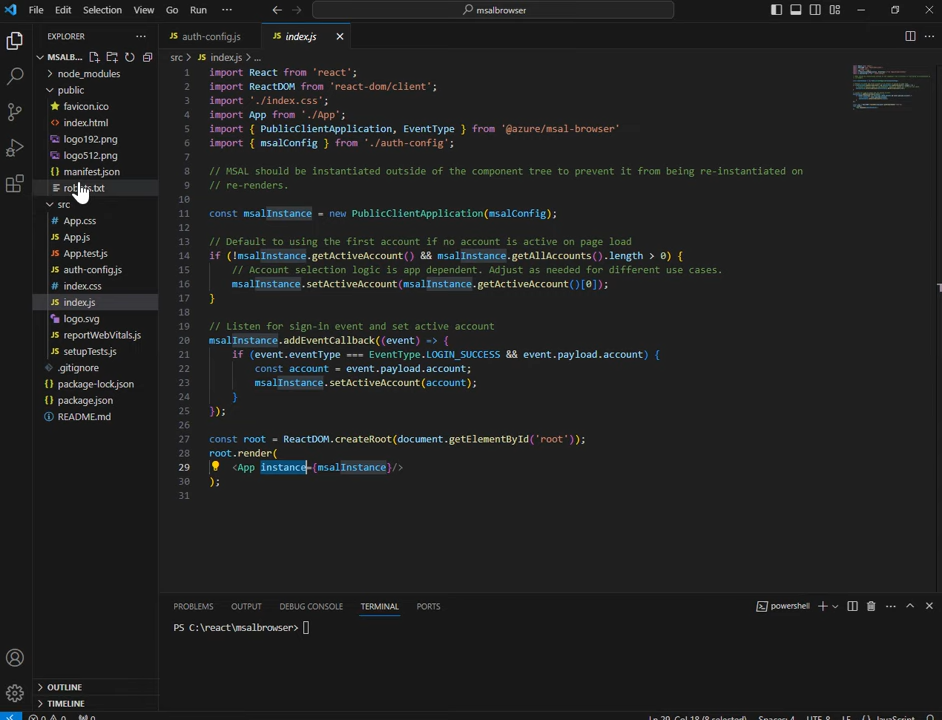 File Edit Selection View Go Run ··· msalbrowser
EXPLORER ···
auth-config.js index.js
MSALB...
src > index.js > ...
node_modules
public
favicon.ico
index.html
logo192.png
logo512.png
manifest.json
src
App.css
App.js
App.test.js
auth-config.js
index.css
index.js
logo.svg
reportWebVitals.js
setupTests.js
.gitignore
package-lock.json
package.json
README.md
OUTLINE
TIMELINE
1 import React from 'react';
2 import ReactDOM from 'react-dom/client';
3 import './index.css';
4 import App from './App';
5 import { PublicClientApplication, EventType } from '@azure/msal-browser'
6 import { msalConfig } from './auth-config';
7
8 // MSAL should be instantiated outside of the component tree to prevent it from being re-instantiated on
9 // re-renders.
10
11 const msalInstance = new PublicClientApplication(msalConfig);
12
13 // Default to using the first account if no account is active on page load
14 if (!msalInstance.getActiveAccount() && msalInstance.getAllAccounts().length > 0) {
15 // Account selection logic is app dependent. Adjust as needed for different use cases.
16 msalInstance.setActiveAccount(msalInstance.getActiveAccount()[0]);
17 }
18
19 // Listen for sign-in event and set active account
20 msalInstance.addEventCallback((event) => {
21 if (event.eventType === EventType.LOGIN_SUCCESS && event.payload.account) {
22 const account = event.payload.account;
23 msalInstance.setActiveAccount(account);
24 }
25 });
26
27 const root = ReactDOM.createRoot(document.getElementById('root'));
28 root.render(
29 <App instance={msalInstance}/>
30 );
31
PROBLEMS OUTPUT DEBUG CONSOLE TERMINAL PORTS powershell
PS C:\react\msalbrowser>
Ln 29, Col 18 (8 selected) Spaces: 4 UTF-8 LF {} JavaScript